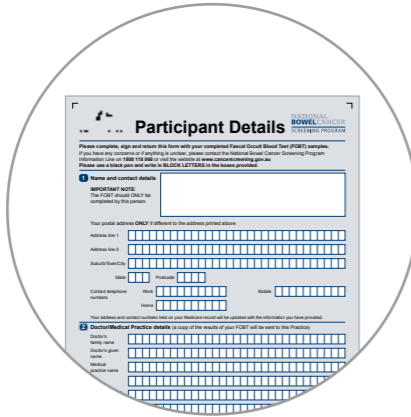 Participant Details
NATIONAL
BOWELCANCER
SCREENING PROGRAM
Please complete, sign and return this form with your completed Faecal Occult Blood Test (FOBT) samples.
If you have any concerns or if anything is unclear, please contact the National Bowel Cancer Screening Program
Information Line on 1800 118 868 or visit the website at www.cancerscreening.gov.au
Please use a black pen and write in BLOCK LETTERS in the boxes provided.
1 Name and contact details
IMPORTANT NOTE:
The FOBT should ONLY be
completed by this person.
Your postal address ONLY if different to the address printed above
Address line 1
Address line 2
Suburb/Town/City
State Postcode
Contact telephone numbers Work Mobile
Home
Your address and contact numbers held on your Medicare record will be updated with the information you have provided.
2 Doctor/Medical Practice details (a copy of the results of your FOBT will be sent to this Practice)
Doctor's
family name
Doctor's given
name
Medical
practice name